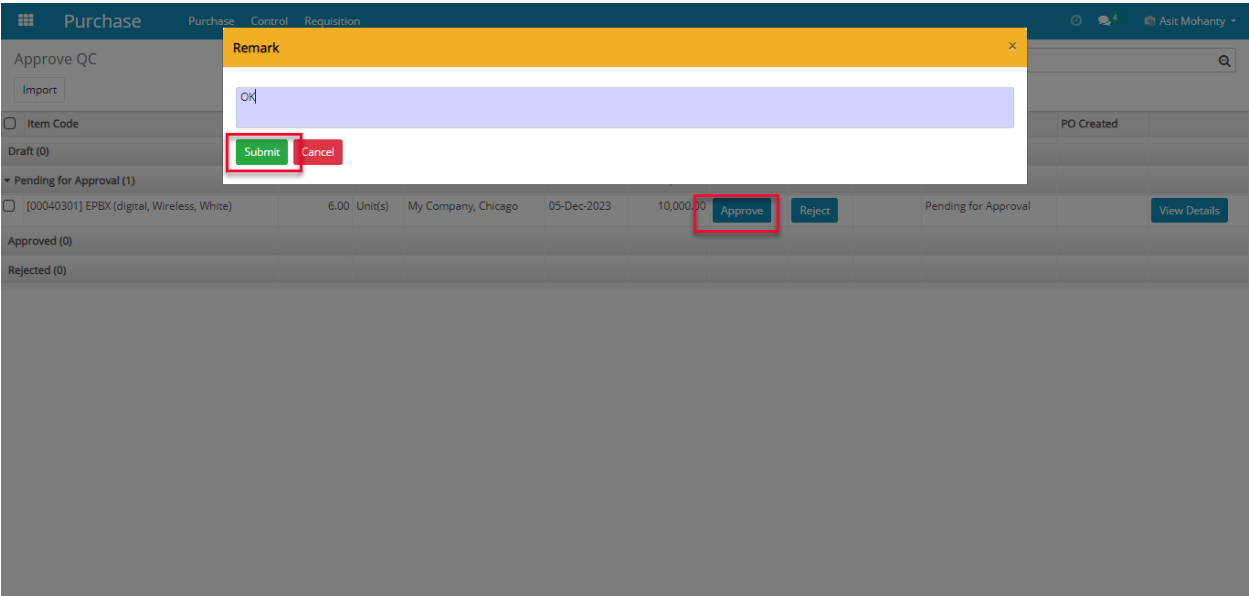 Purchase Purchase Control Requisition 4 Asit Mohanty
Remark ×
Approve QC
Import
OK
Item Code PO Created
Submit Cancel
Draft (0)
Pending for Approval (1)
[00040301] EPBX (digital, Wireless, White) 6.00 Unit(s) My Company, Chicago 05-Dec-2023 10,000.00 Approve Reject Pending for Approval View Details
Approved (0)
Rejected (0)